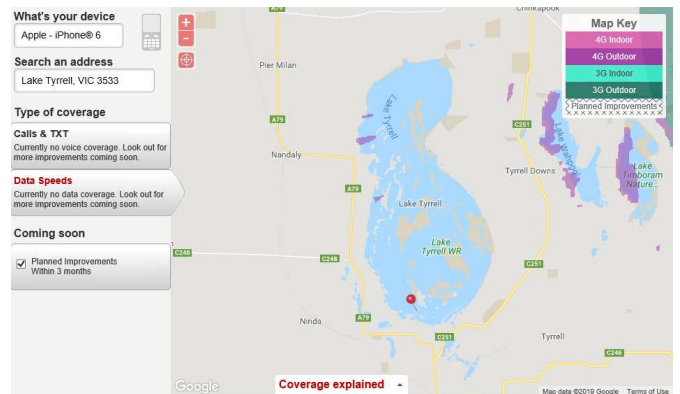 What's your device
Apple - iPhone® 6
Search an address
Lake Tyrrell, VIC 3533
Type of coverage
Calls & TXT
Currently no voice coverage. Look out for
more improvements coming soon.
Data Speeds
Currently no data coverage. Look out for
more improvements coming soon.
Coming soon
Planned Improvements
Within 3 months
+
-
Map Key
4G Indoor
4G Outdoor
3G Indoor
3G Outdoor
Planned Improvements
Chinkapook
Pier Milan
Lake
Tyrrell
A79
C251
Nandaly
Lake Wahpool
Tyrrell Downs
Lake
Timboram
Nature...
A79
Lake Tyrrell
Lake
Tyrrell WR
C248
C248
C251
Ninda
A79
C251
Tyrrell
C246
Google
Coverage explained
Map data ©2019 Google
Terms of Use